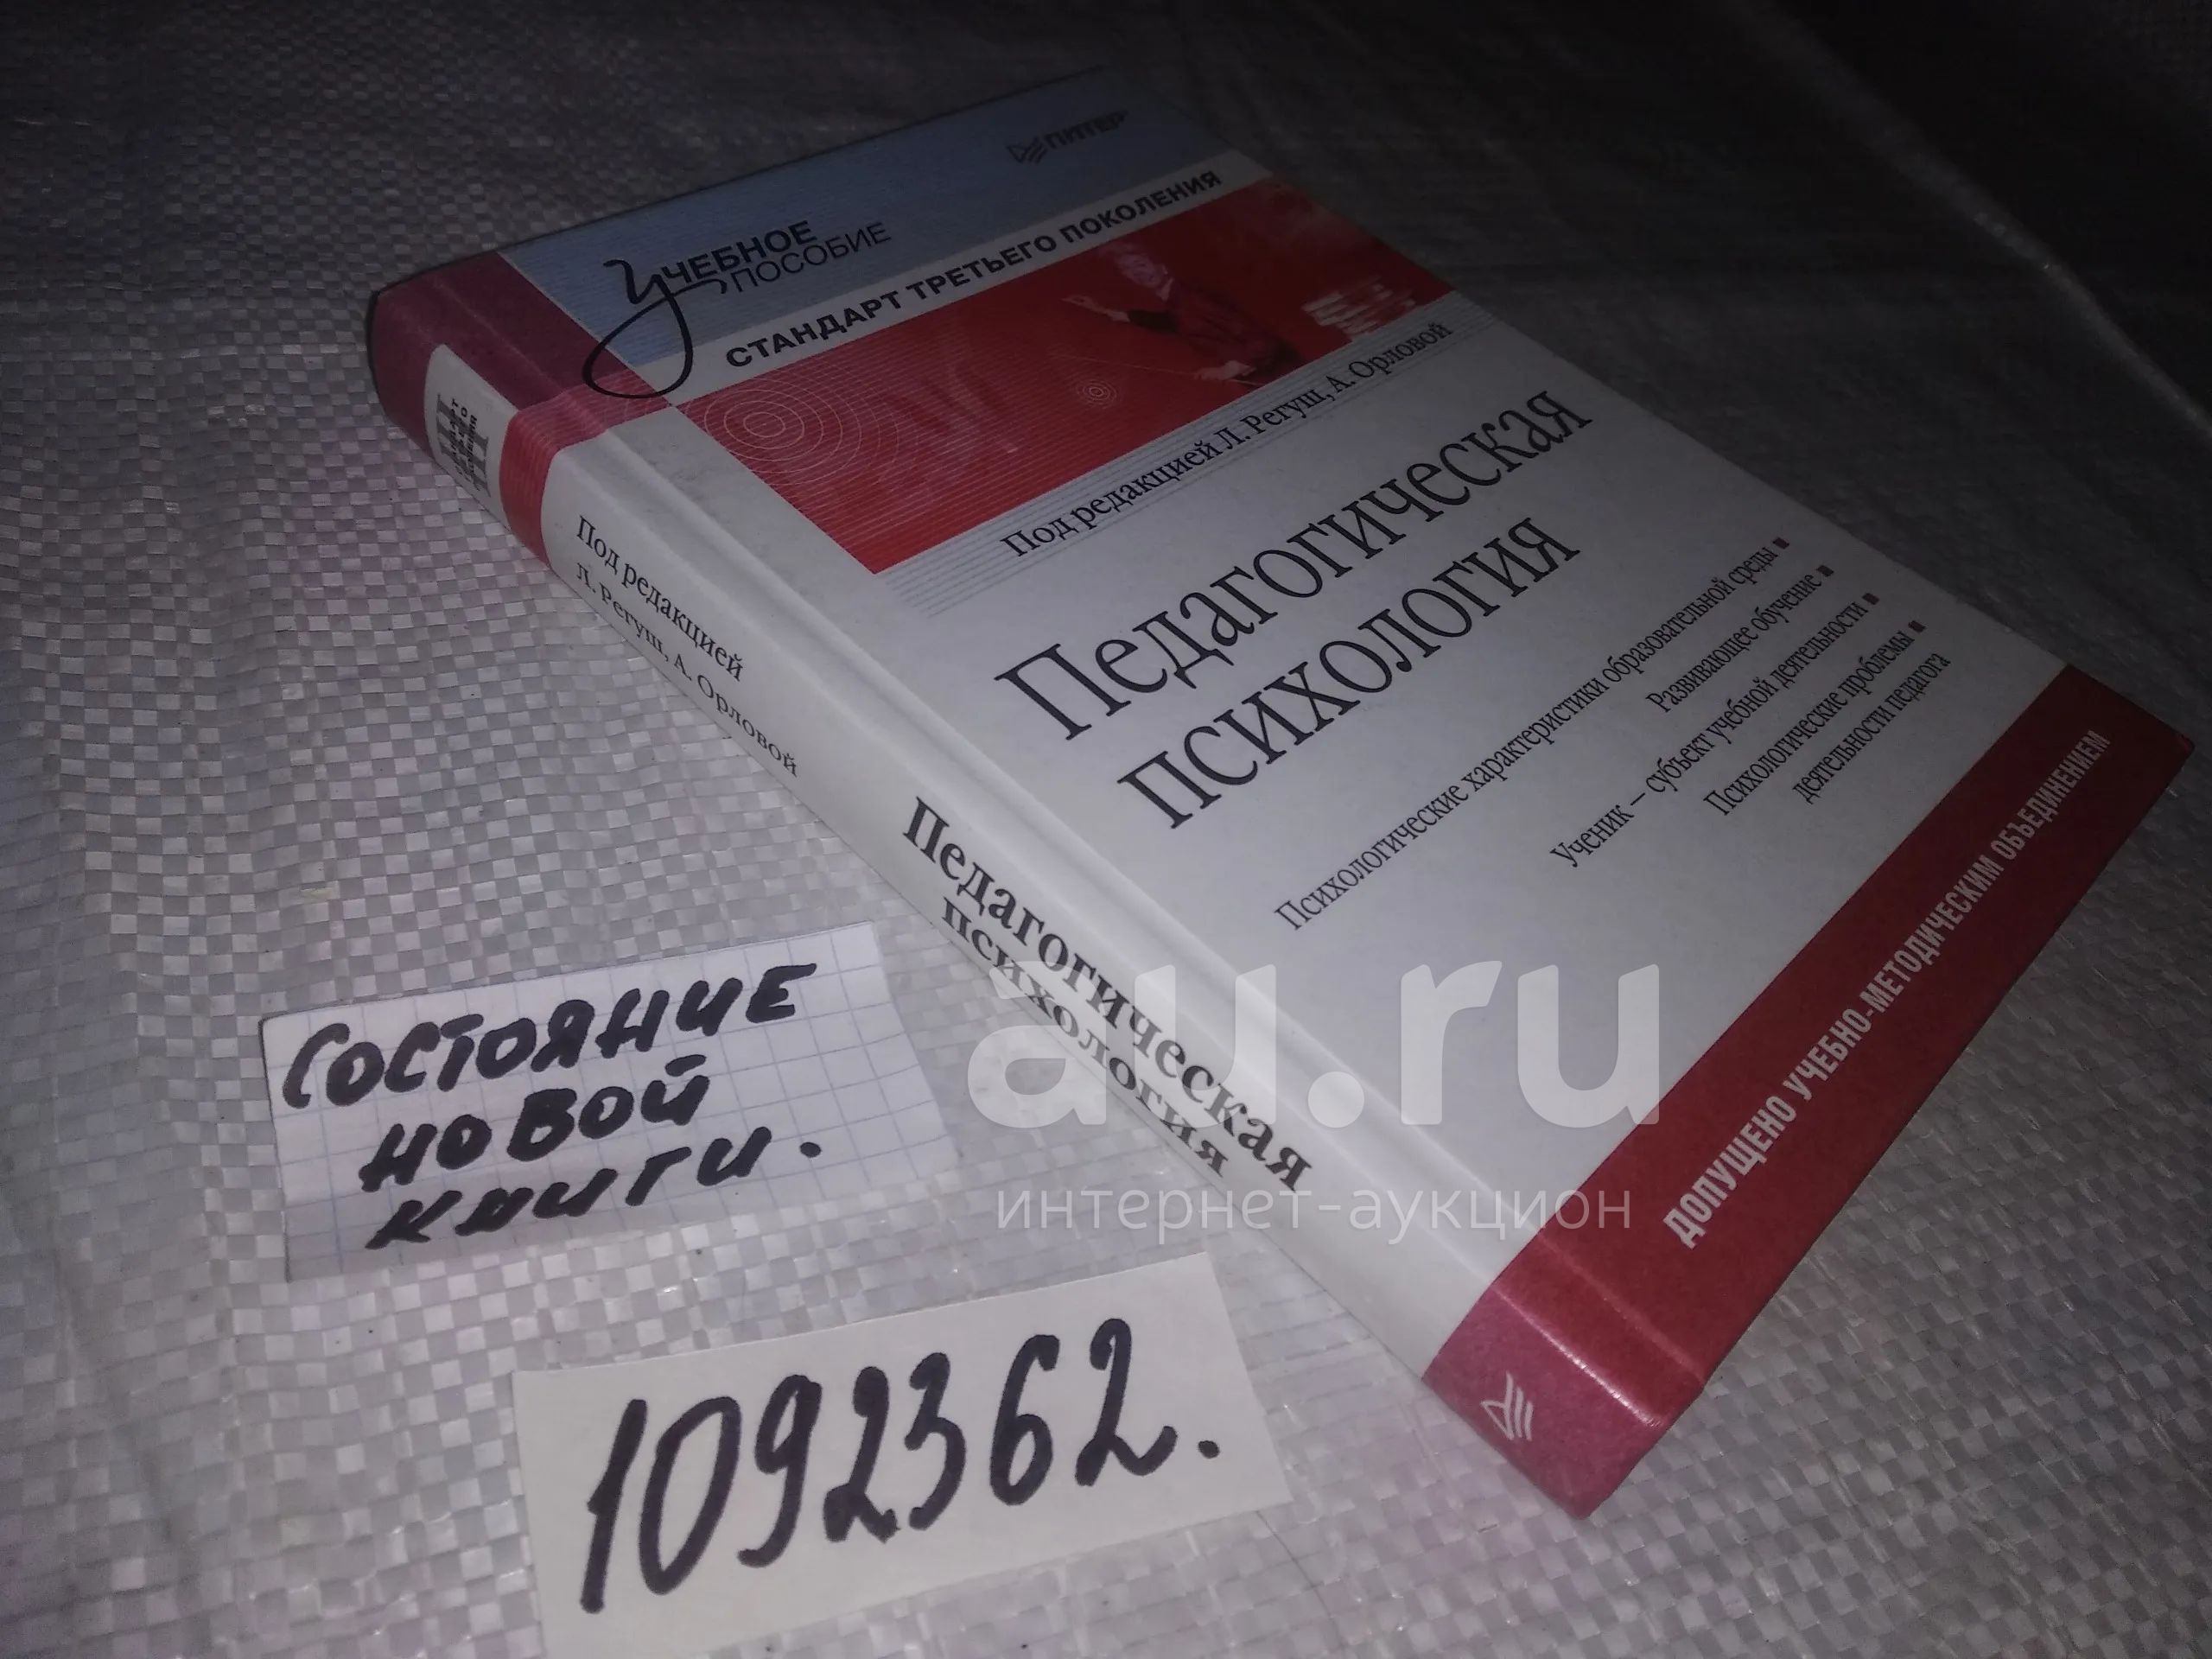 ПИТЕР
УЧЕБНОЕ
ПОСОБИЕ
СТАНДАРТ ТРЕТЬЕГО ПОКОЛЕНИЯ
Под редакцией Л. Регуш, А. Орловой
Педагогическая
психология
Психологические характеристики образовательной среды
Развивающее обучение
Ученик – субъект учебной деятельности
Психологические проблемы
деятельности педагога
ДОПУЩЕНО УЧЕБНО-МЕТОДИЧЕСКИМ ОБЪЕДИНЕНИЕМ
III
Под редакцией
Л. Регуш, А. Орловой
Педагогическая
психология
au.ru
интернет-аукцион
СОСТОЯНИЕ
НОВОЙ
КНИГИ.
1092362.